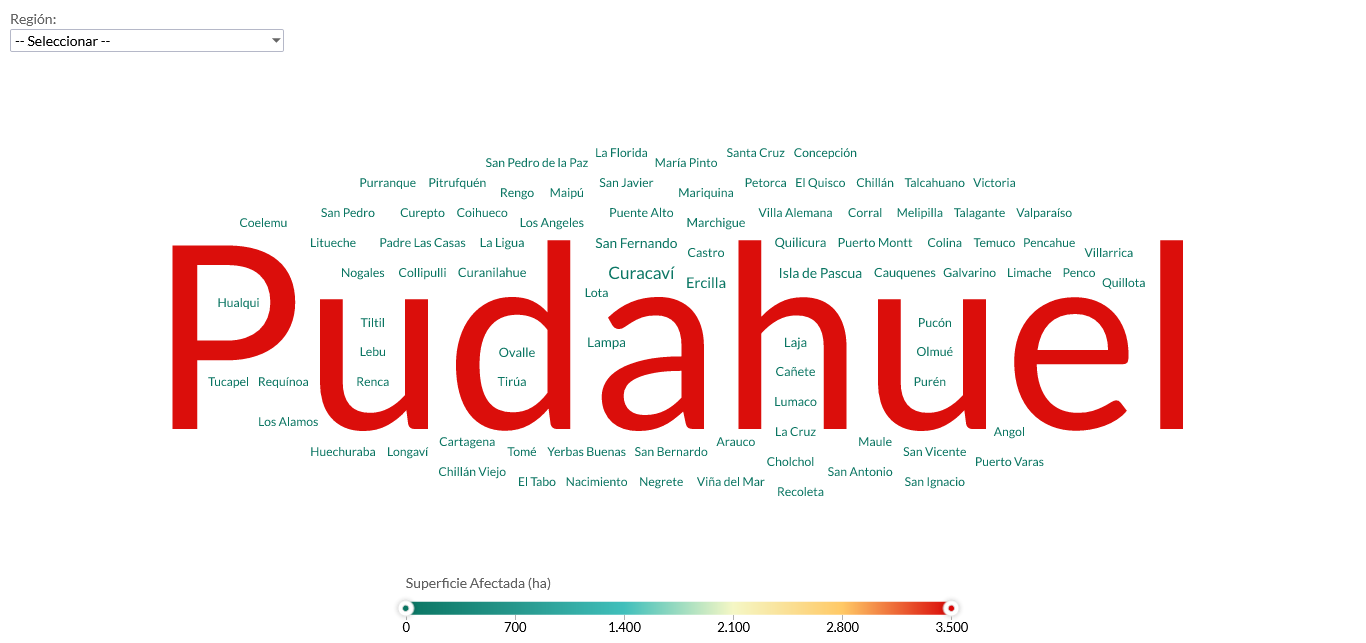 Región:
-- Seleccionar --
La Florida Santa Cruz Concepción
San Pedro de la Paz María Pinto
Purranque Pitrufquén San Javier Petorca El Quisco Chillán Talcahuano Victoria
Rengo Maipú Mariquina
San Pedro Curepto Coihueco Puente Alto Villa Alemana Corral Melipilla Talagante Valparaíso
Coelemu Los Angeles Marchigue
Litueche Padre Las Casas La Ligua San Fernando Quilicura Puerto Montt Colina Temuco Pencahue
Castro Villarrica
Nogales Collipulli Curanilahue Curacaví Isla de Pascua Cauquenes Galvarino Limache Penco
Ercilla Quillota
Lota
Hualqui
Pudahuel
Tiltil Pucón
Lampa Laja
Lebu Ovalle Olmué
Cañete
Tucapel Requínoa Renca Tirúa Purén
Lumaco
Los Alamos
La Cruz Angol
Cartagena Arauco Maule
Huechuraba Longaví Tomé Yerbas Buenas San Bernardo San Vicente
Cholchol Puerto Varas
Chillán Viejo San Antonio
El Tabo Nacimiento Negrete Viña del Mar San Ignacio
Recoleta
Superficie Afectada (ha)
0 700 1.400 2.100 2.800 3.500